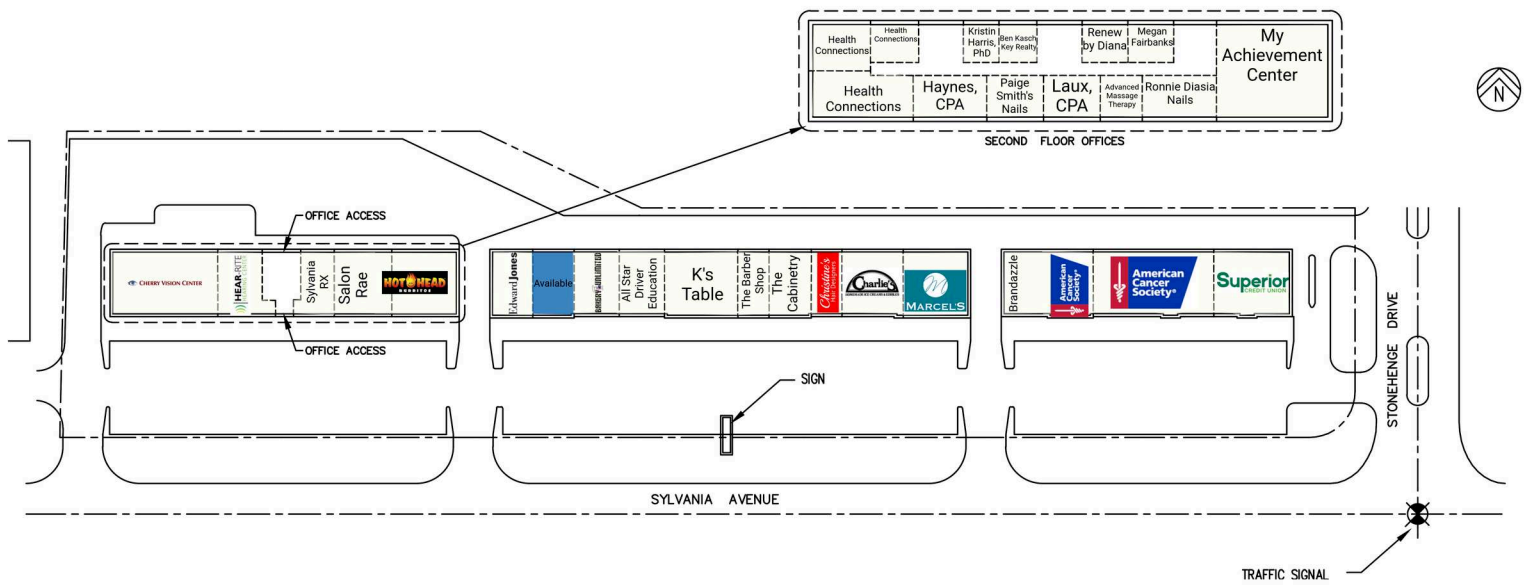 Health
Connections
Health
Connections
Kristin
Harris,
PhD
Ben Kasch
Key Realty
Renew
by Diana
Megan
Fairbanks
My
Achievement
Center
Health
Connections
Haynes,
CPA
Paige
Smith's
Nails
Laux,
CPA
Advanced
Massage
Therapy
Ronnie Diasia
Nails
N
SECOND FLOOR OFFICES
OFFICE ACCESS
CHERRY VISION CENTER
HEAR-RITE
Sylvania
RX
Salon
Rae
HOT HEAD
BURRITOS
OFFICE ACCESS
Edward Jones
Available
All Star
Driver
Education
K's
Table
The Barber
Shop
The
Cabinetry
Christine's
Hair Designers
Charlie's
M
MARCEL'S
Brandazzle
American
Cancer
Society®
American
Cancer
Society®
Superior
CREDIT UNION
SIGN
STONEHENGE DRIVE
SYLVANIA AVENUE
TRAFFIC SIGNAL